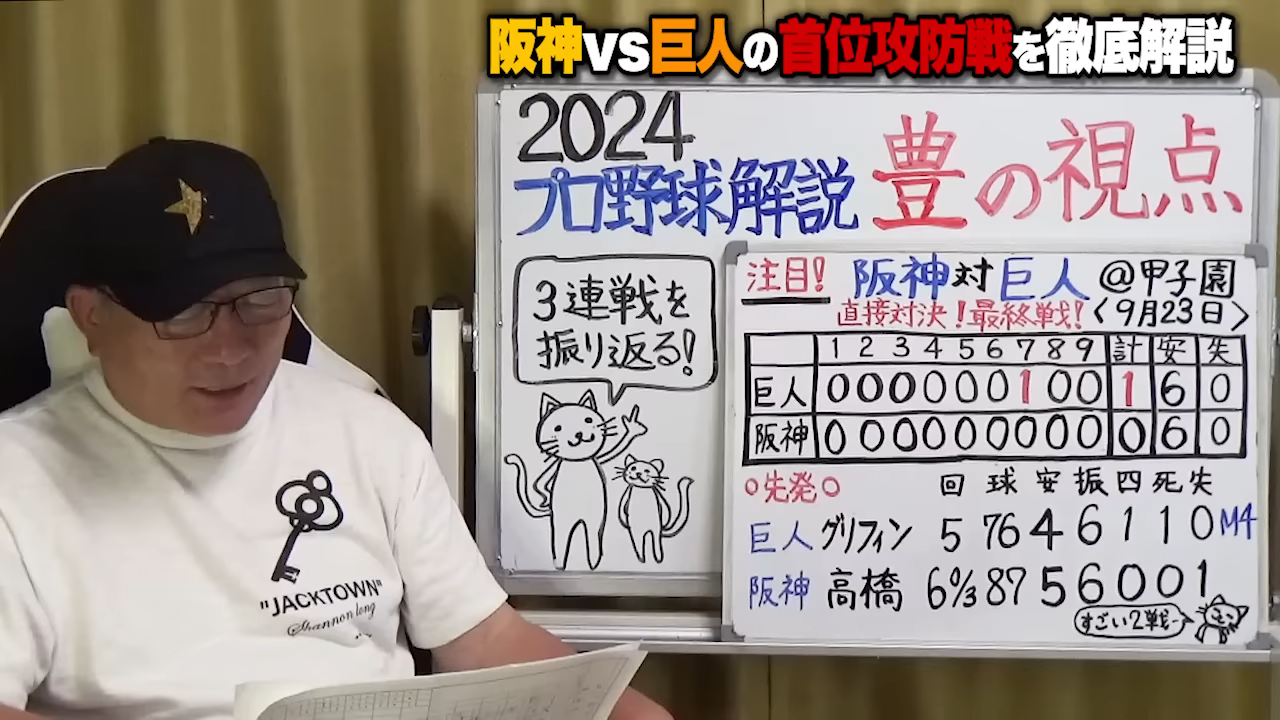 阪神vs巨人の首位攻防戦を徹底解説
2024
プロ野球解説 豊の視点
3連戦を
振り返る!
注目! 阪神対巨人 @甲子園
直接対決!最終戦! <9月23日>
1 2 3 4 5 6 7 8 9 計 安 失
巨人 0 0 0 0 0 0 1 0 0 1 6 0
阪神 0 0 0 0 0 0 0 0 0 0 6 0
○先発○ 回 球 安 振 四 死 失
巨人 グリフィン 5 76 4 6 1 1 0 M4
阪神 高橋 6 0/3 87 5 6 0 0 1
すごい2戦
"JACKTOWN"
Shannon long